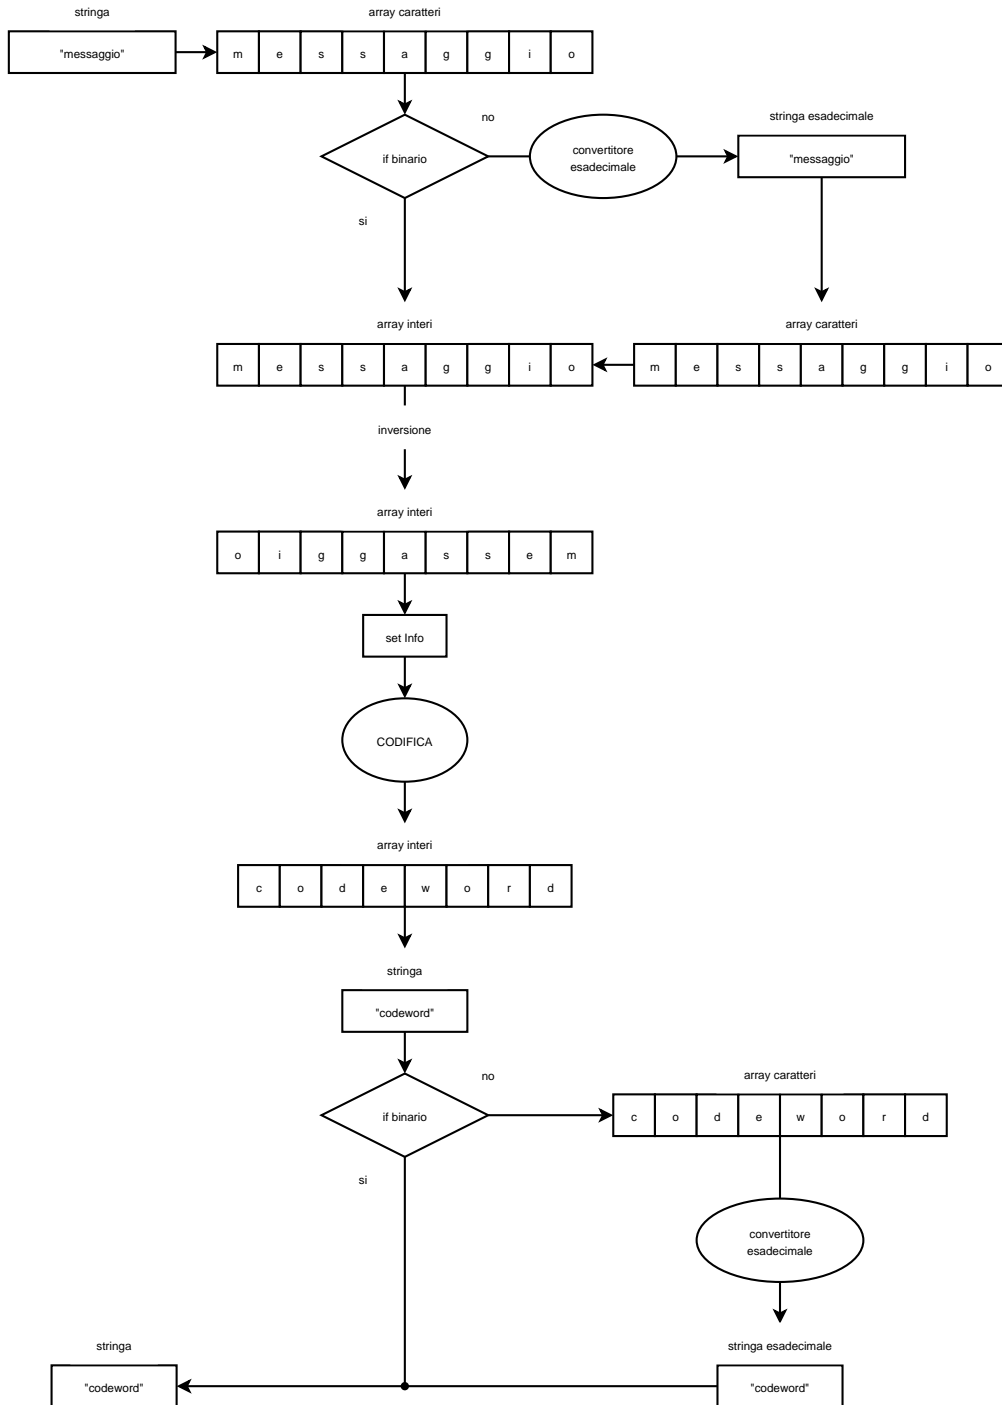 stringa
array caratteri
"messaggio"
m e s s a g g i o
no
stringa esadecimale
if binario
convertitore
esadecimale
"messaggio"
si
array interi
array caratteri
m e s s a g g i o
m e s s a g g i o
inversione
array interi
o i g g a s s e m
set Info
CODIFICA
array interi
c o d e w o r d
stringa
"codeword"
no
array caratteri
if binario
c o d e w o r d
si
convertitore
esadecimale
stringa
stringa esadecimale
"codeword"
"codeword"